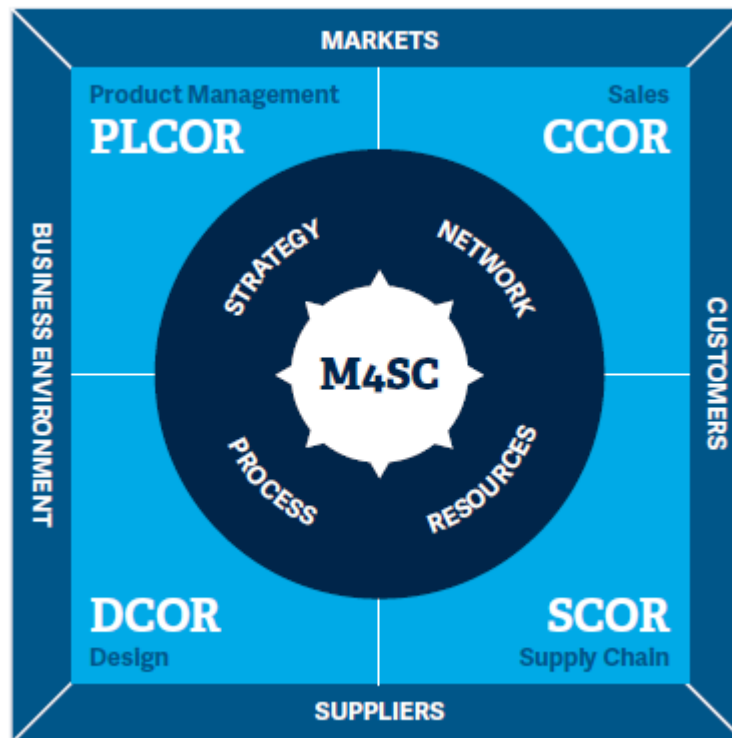 MARKETS
Product Management
PLCOR
Sales
CCOR
BUSINESS ENVIRONMENT
STRATEGY
NETWORK
M4SC
CUSTOMERS
PROCESS
RESOURCES
DCOR
Design
SCOR
Supply Chain
SUPPLIERS